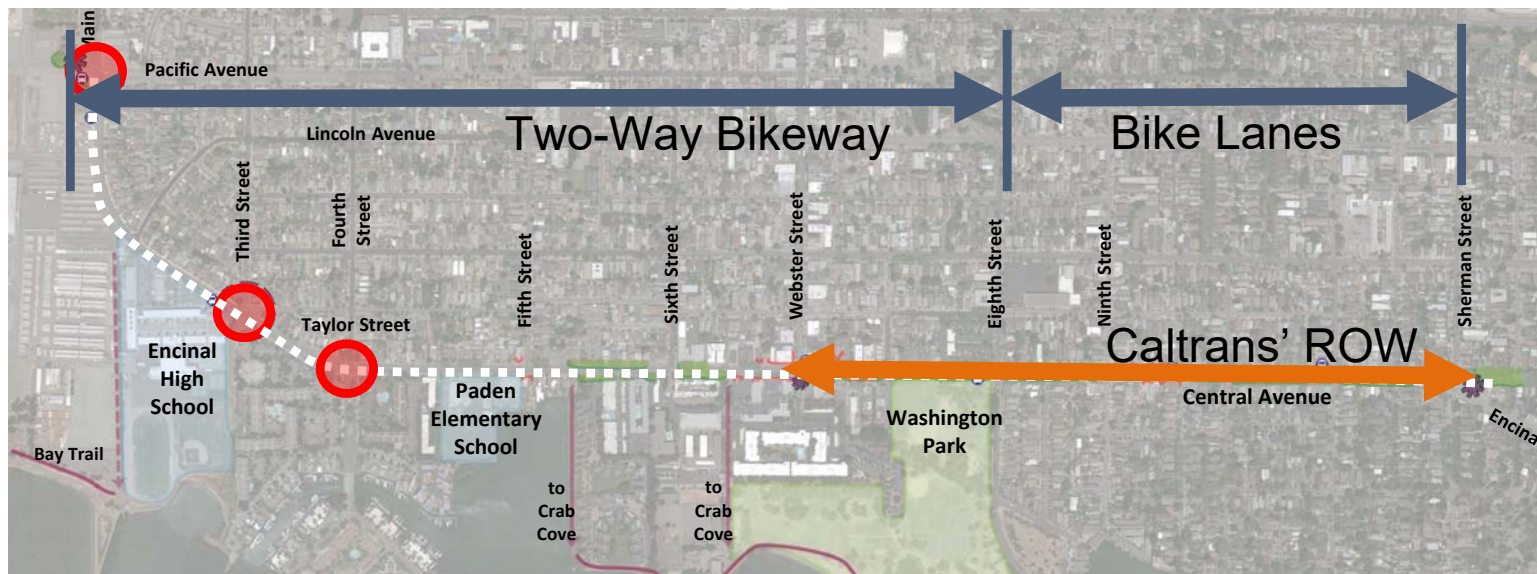 Main
Pacific Avenue
Lincoln Avenue
Two-Way Bikeway
Bike Lanes
Third Street
Fourth
Street
Fifth Street
Sixth Street
Webster Street
Eighth Street
Ninth Street
Sherman Street
Taylor Street
Encinal
High
School
Paden
Elementary
School
Caltrans’ ROW
Central Avenue
Washington
Park
Encina
Bay Trail
to
Crab
Cove
to
Crab
Cove